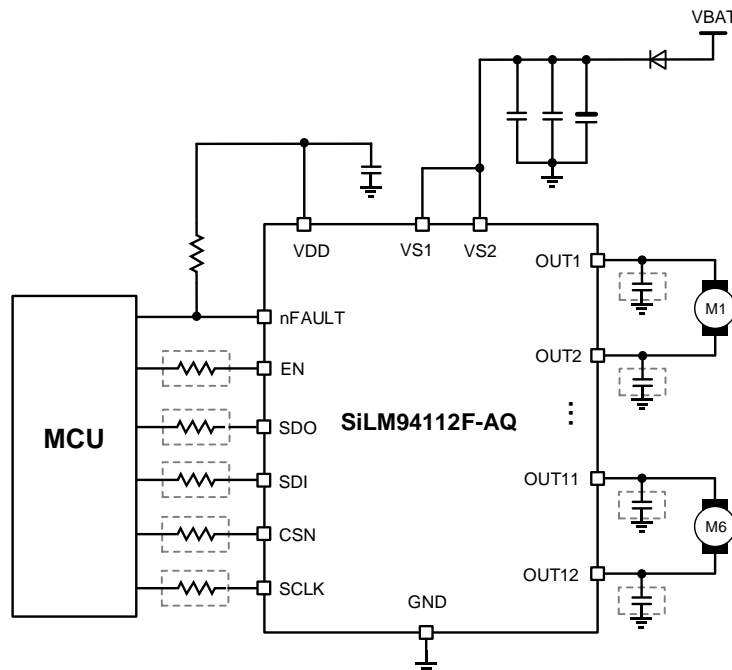 VBAT
VDD
VS1
VS2
OUT1
M1
nFAULT
EN
OUT2
MCU
SDO
SiLM94112F-AQ
SDI
OUT11
CSN
M6
SCLK
OUT12
GND